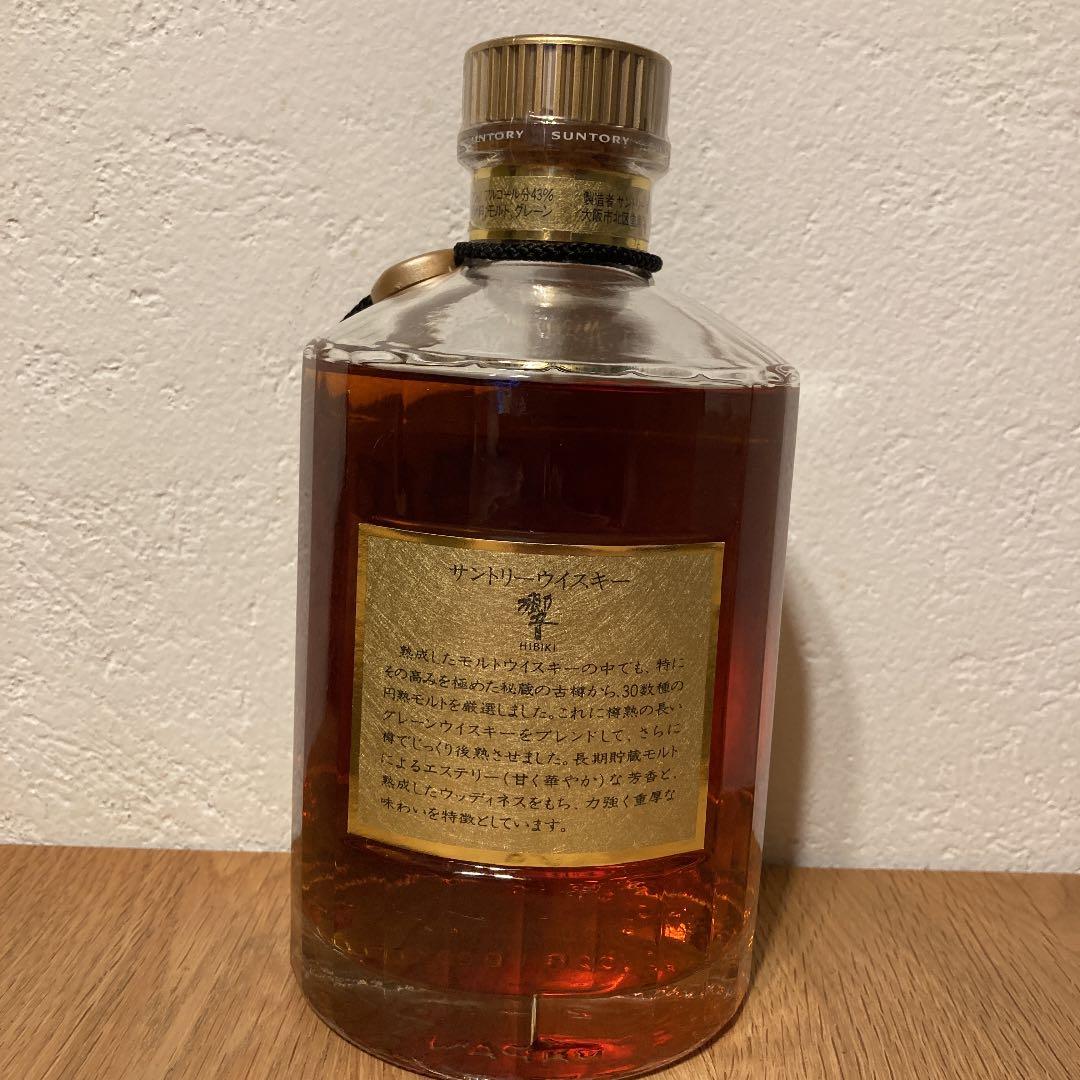 SUNTORY SUNTORY
アルコール分43% 製造者 サントリー
モルト グレーン 大阪市北区
サントリーウイスキー
響
HIBIKI
熟成したモルトウイスキーの中でも、特に
その高みを極めた秘蔵の古樽から、30数種の
円熟モルトを厳選しました。これに樽熟の長い
グレーンウイスキーをブレンドして、さらに
樽でじっくり後熟させました。長期貯蔵モルト
によるエステリー(甘く華やか)な芳香と、
熟成したウッディネスをもち、力強く重厚な
味わいを特徴としています。